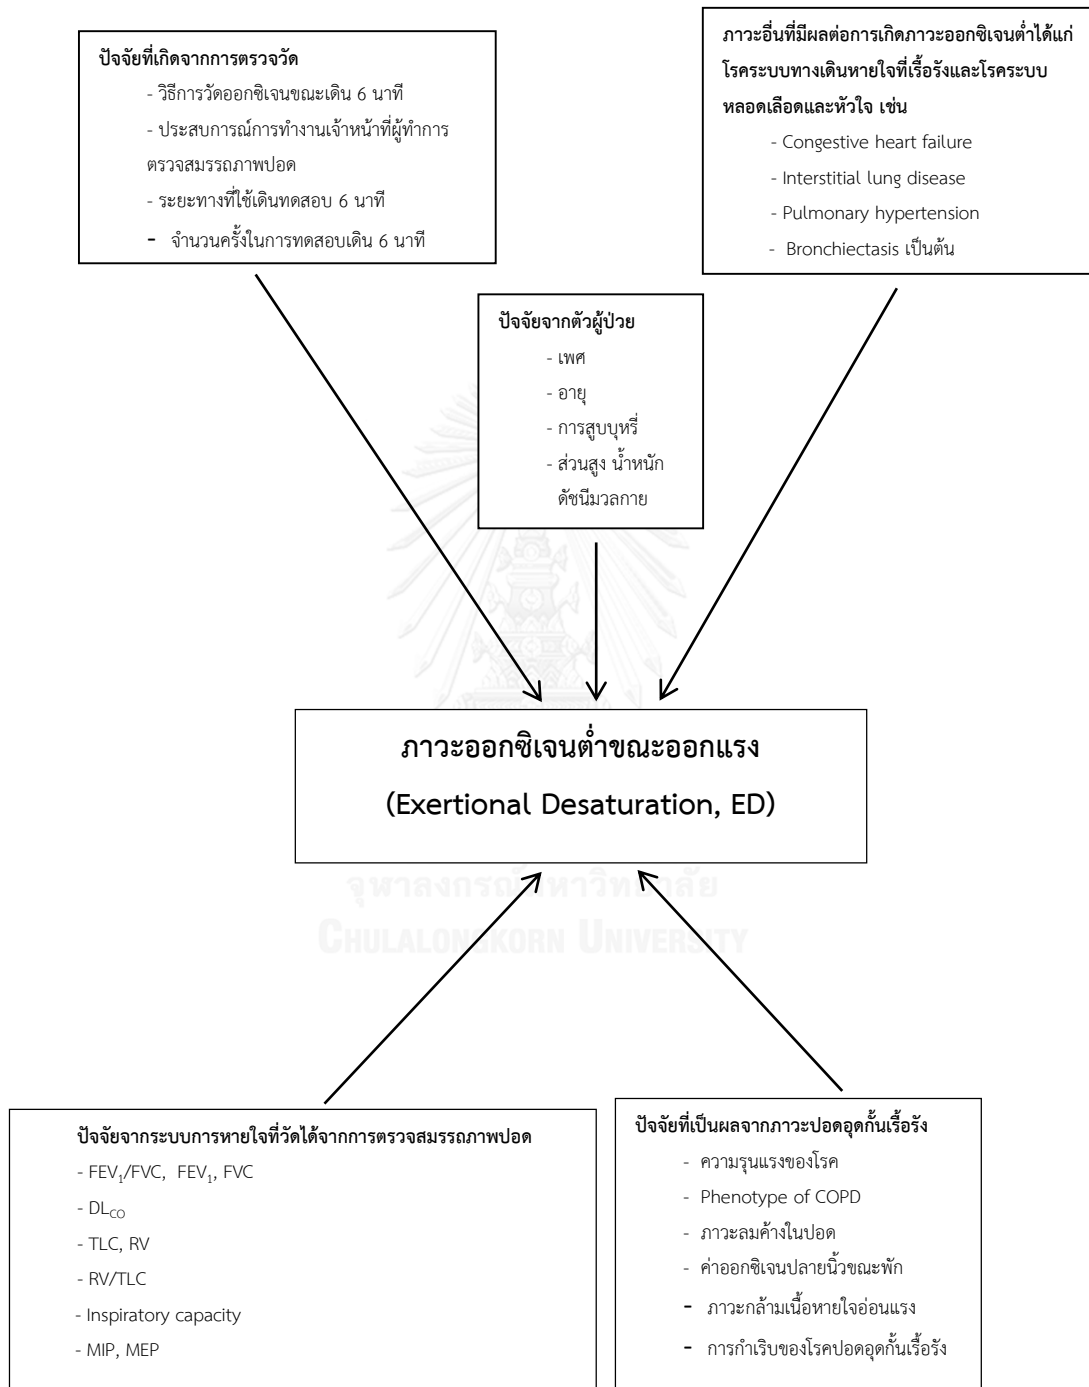 ปัจจัยที่เกิดจากการตรวจวัด
- วิธีการวัดออกซิเจนขณะเดิน 6 นาที
- ประสบการณ์การทำงานเจ้าหน้าที่ผู้ทำการ
ตรวจสมรรถภาพปอด
- ระยะทางที่ใช้เดินทดสอบ 6 นาที
- จำนวนครั้งในการทดสอบเดิน 6 นาที
ภาวะอื่นที่มีผลต่อการเกิดภาวะออกซิเจนต่ำได้แก่
โรคระบบทางเดินหายใจที่เรื้อรังและโรคระบบ
หลอดเลือดและหัวใจ เช่น
- Congestive heart failure
- Interstitial lung disease
- Pulmonary hypertension
- Bronchiectasis เป็นต้น
ปัจจัยจากตัวผู้ป่วย
- เพศ
- อายุ
- การสูบบุหรี่
- ส่วนสูง น้ำหนัก
ดัชนีมวลกาย
ภาวะออกซิเจนต่ำขณะออกแรง
(Exertional Desaturation, ED)
จุฬาลงกรณ์มหาวิทยาลัย
CHULALONGKORN UNIVERSITY
ปัจจัยจากระบบการหายใจที่วัดได้จากการตรวจสมรรถภาพปอด
- FEV₁/FVC, FEV₁, FVC
- DL_CO
- TLC, RV
- RV/TLC
- Inspiratory capacity
- MIP, MEP
ปัจจัยที่เป็นผลจากภาวะปอดอุดกั้นเรื้อรัง
- ความรุนแรงของโรค
- Phenotype of COPD
- ภาวะลมค้างในปอด
- ค่าออกซิเจนปลายนิ้วขณะพัก
- ภาวะกล้ามเนื้อหายใจอ่อนแรง
- การกำเริบของโรคปอดอุดกั้นเรื้อรัง